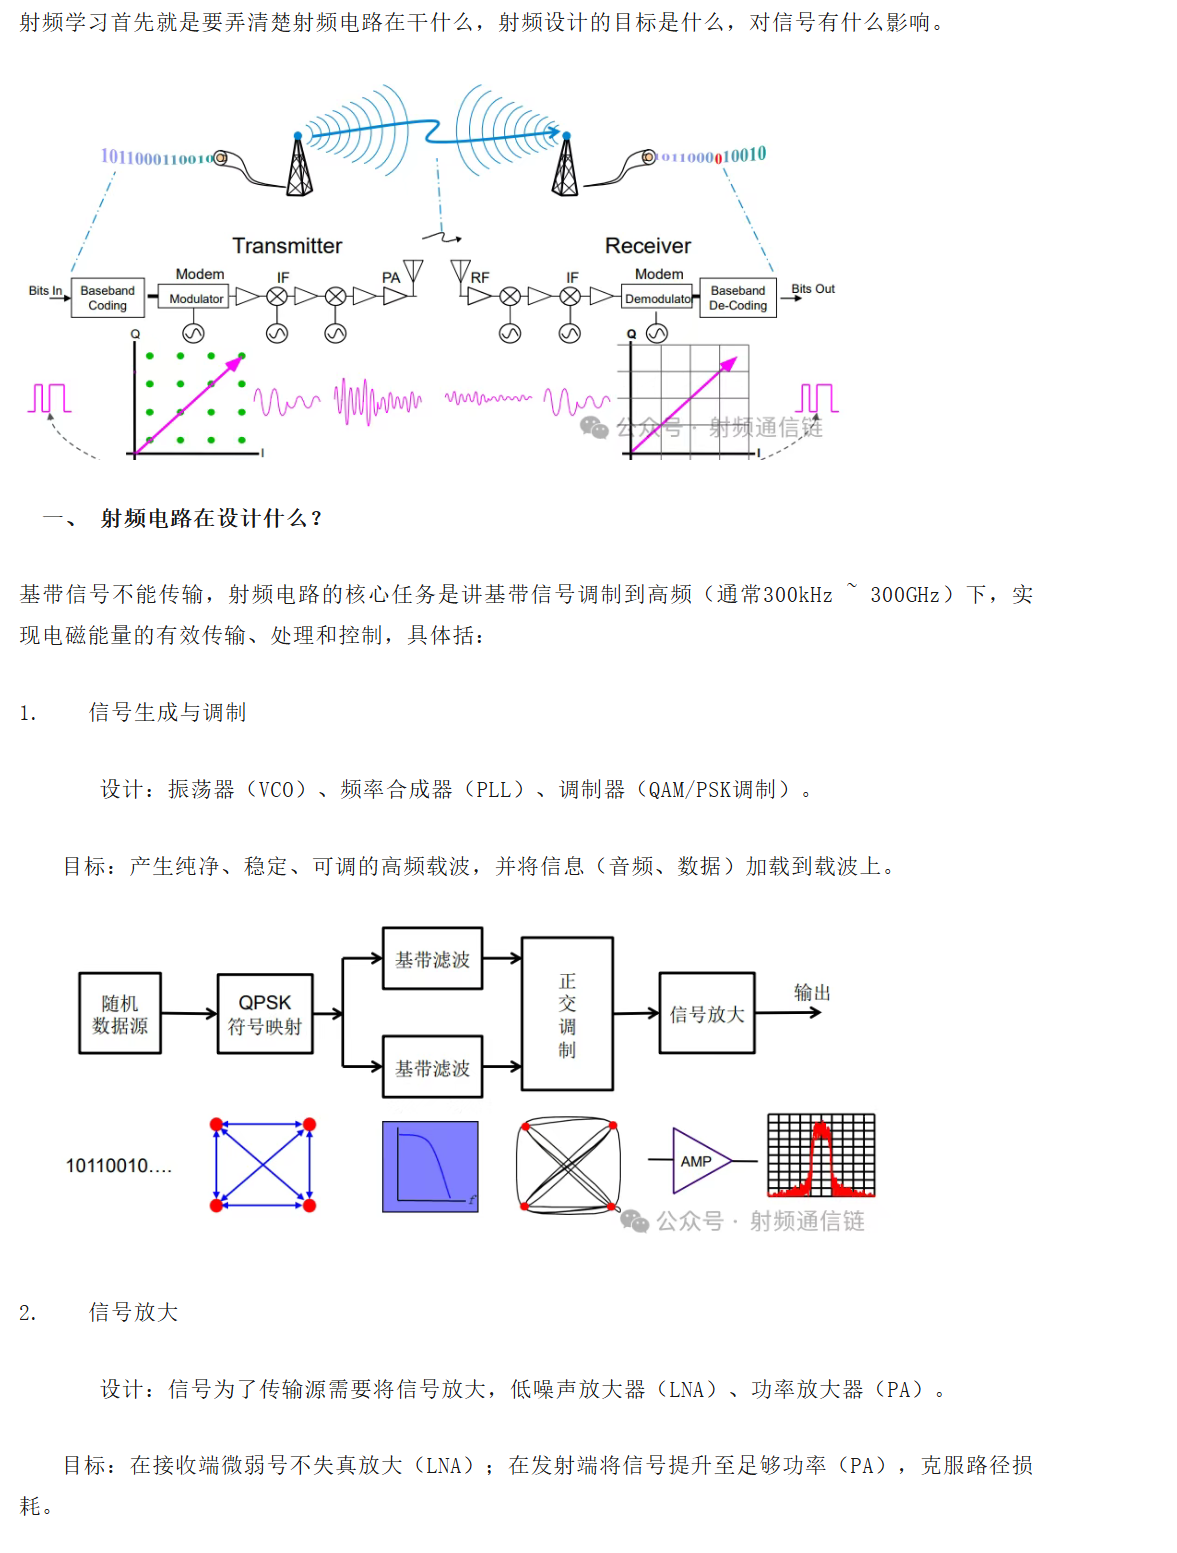 射频学习首先就是要弄清楚射频电路在干什么，射频设计的目标是什么，对信号有什么影响。
1011000110010
1011000010010
Transmitter
Receiver
Bits In
Baseband Coding
Modem
Modulator
IF
PA
RF
IF
Modem
Demodulato
Baseband De-Coding
Bits Out
Q
I
Q
I
公众号 · 射频通信链
一、 射频电路在设计什么？
基带信号不能传输，射频电路的核心任务是讲基带信号调制到高频（通常300kHz ~ 300GHz）下，实
现电磁能量的有效传输、处理和控制，具体括：
1. 信号生成与调制
设计：振荡器（VCO）、频率合成器（PLL）、调制器（QAM/PSK调制）。
目标：产生纯净、稳定、可调的高频载波，并将信息（音频、数据）加载到载波上。
随机
数据源
QPSK
符号映射
基带滤波
基带滤波
正交调制
信号放大
输出
10110010....
f
AMP
公众号 · 射频通信链
2. 信号放大
设计：信号为了传输源需要将信号放大，低噪声放大器（LNA）、功率放大器（PA）。
目标：在接收端微弱号不失真放大（LNA）；在发射端将信号提升至足够功率（PA），克服路径损
耗。